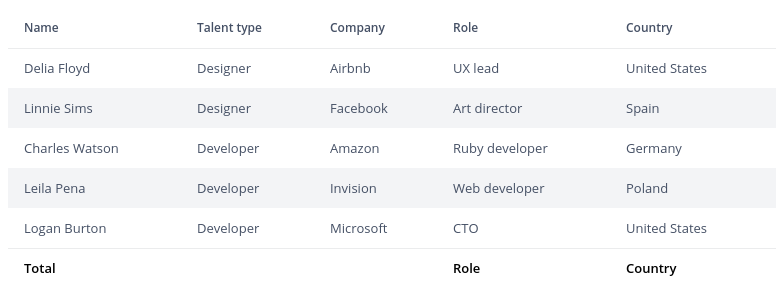 Name Talent type Company Role Country
Delia Floyd Designer Airbnb UX lead United States
Linnie Sims Designer Facebook Art director Spain
Charles Watson Developer Amazon Ruby developer Germany
Leila Pena Developer Invision Web developer Poland
Logan Burton Developer Microsoft CTO United States
Total Role Country